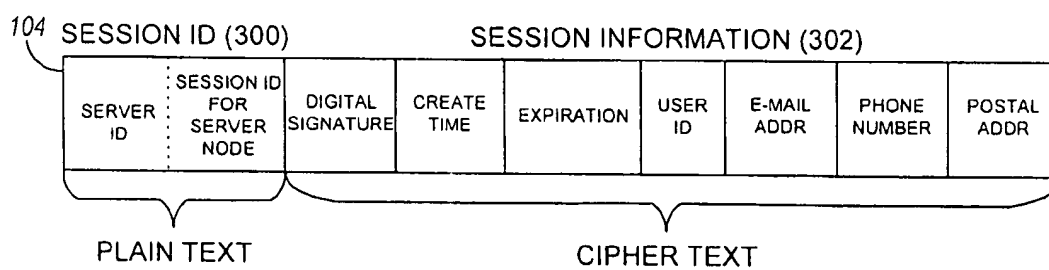 104
SESSION ID (300)
SESSION INFORMATION (302)
SERVER
ID
SESSION ID
FOR
SERVER
NODE
DIGITAL
SIGNATURE
CREATE
TIME
EXPIRATION
USER
ID
E-MAIL
ADDR
PHONE
NUMBER
POSTAL
ADDR
PLAIN TEXT
CIPHER TEXT